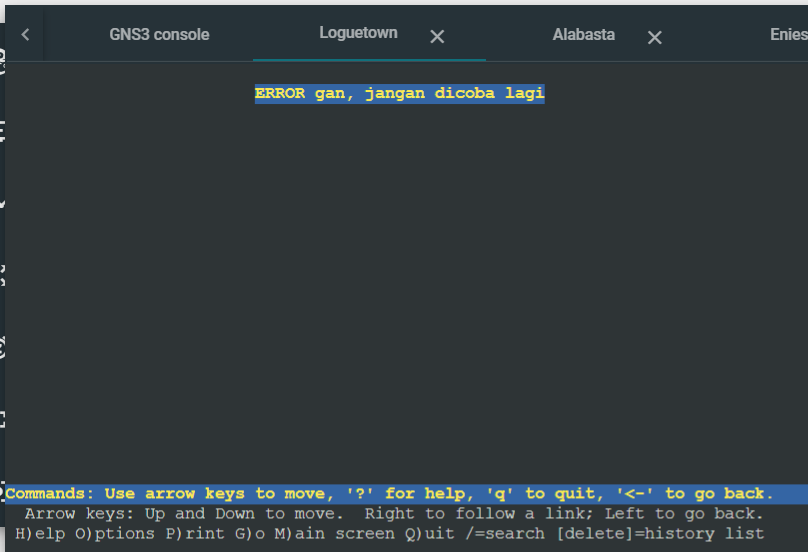 GNS3 console Loguetown Alabasta Enies
ERROR gan, jangan dicoba lagi
Commands: Use arrow keys to move, '?' for help, 'q' to quit, '<-' to go back.
Arrow keys: Up and Down to move. Right to follow a link; Left to go back.
H)elp O)ptions P)rint G)o M)ain screen Q)uit /=search [delete]=history list